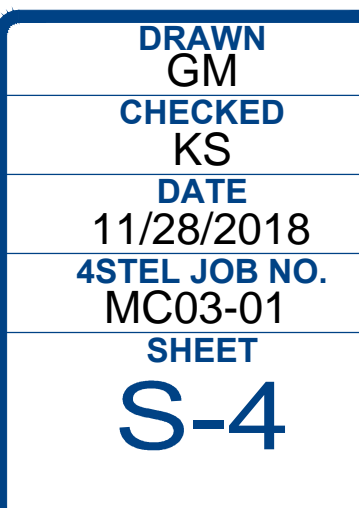 DRAWN
GM
CHECKED
KS
DATE
11/28/2018
4STEL JOB NO.
MC03-01
SHEET
S-4